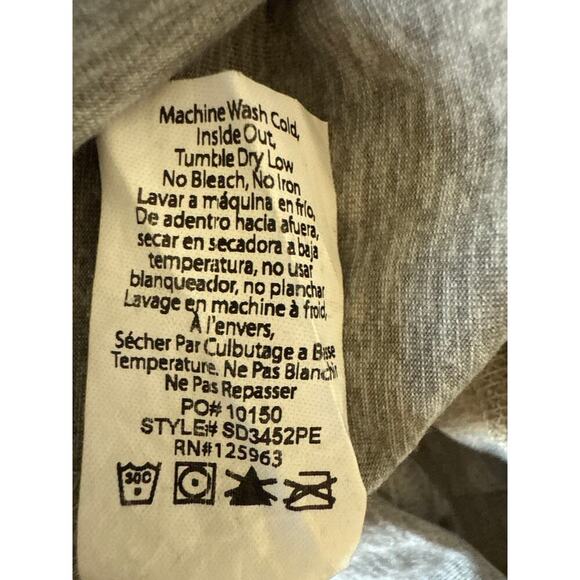 Machine Wash Cold,
Inside Out,
Tumble Dry Low
No Bleach, No Iron
Lavar a máquina en frío,
De adentro hacia afuera,
secar en secadora a baja
temperatura, no usar
blanqueador, no planchar
Lavage en machine à froid,
À l'envers,
Sécher Par Culbutage a Basse
Temperature. Ne Pas Blanchir
Ne Pas Repasser
PO# 10150
STYLE# SD3452PE
RN#125963
30C